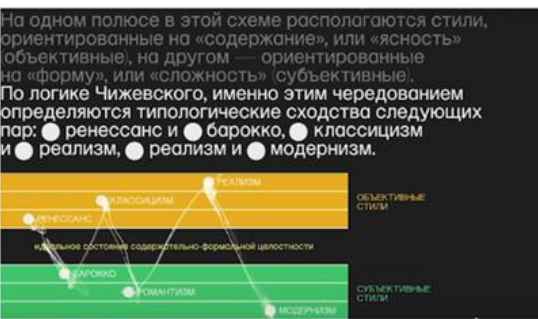 На одном полюсе в этой схеме располагаются стили,
ориентированные на «содержание», или «ясность»
(объективные), на другом — ориентированные
на «форму», или «сложность» (субъективные).
По логике Чижевского, именно этим чередованием
определяются типологические сходства следующих
пар: ренессанс и барокко, классицизм
и реализм, реализм и модернизм.
РЕАЛИЗМ
КЛАССИЦИЗМ
ОБЪЕКТИВНЫЕ
СТИЛИ
РЕНЕССАНС
идеальное состояние содержательно-формальной целостности
БАРОККО
РОМАНТИЗМ
СУБЪЕКТИВНЫЕ
СТИЛИ
МОДЕРНИЗМ